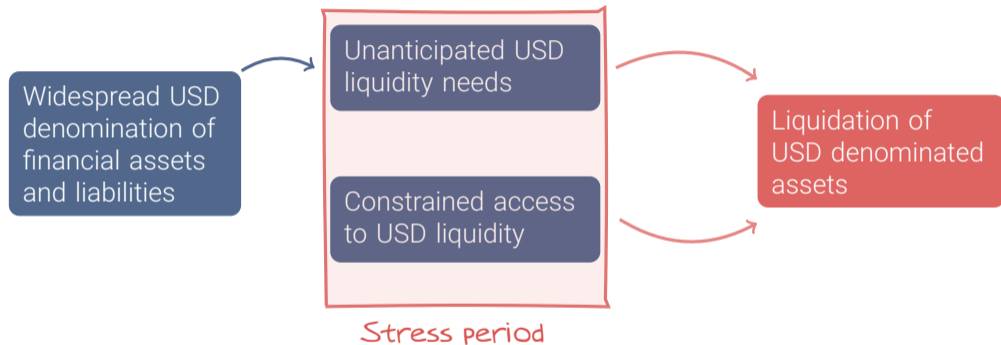 Widespread USD
denomination of
financial assets
and liabilities
Unanticipated USD
liquidity needs
Constrained access
to USD liquidity
Stress period
Liquidation of
USD denominated
assets